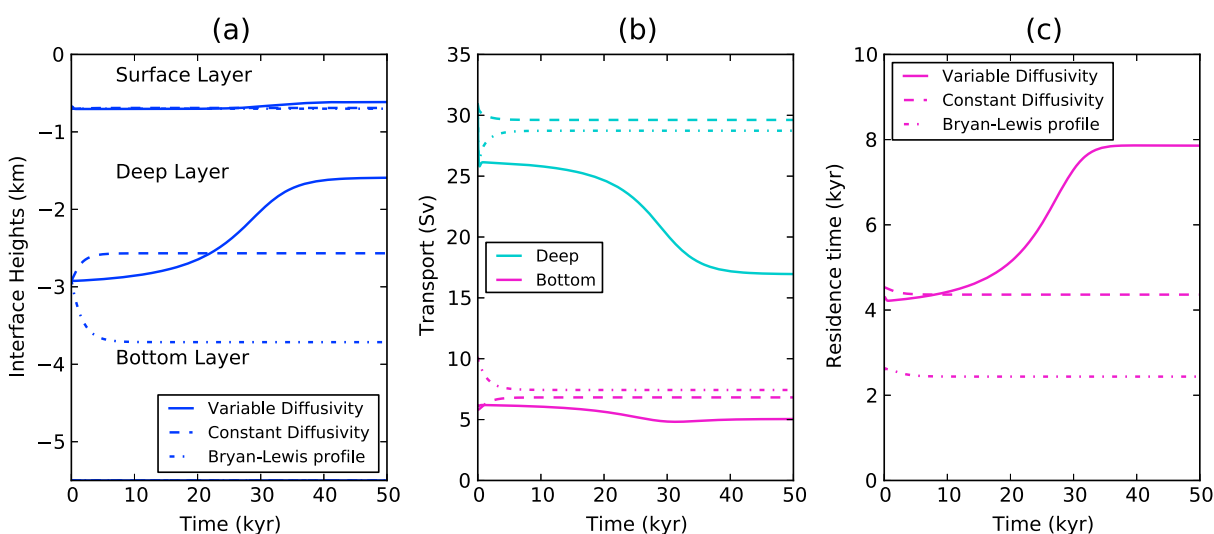 (a)
Interface Heights (km)
0
−1
−2
−3
−4
−5
Surface Layer
Deep Layer
Bottom Layer
Variable Diffusivity
Constant Diffusivity
Bryan-Lewis profile
0 10 20 30 40 50
Time (kyr)
(b)
Transport (Sv)
35
30
25
20
15
10
5
0
Deep
Bottom
0 10 20 30 40 50
Time (kyr)
(c)
Residence time (kyr)
10
8
6
4
2
0
Variable Diffusivity
Constant Diffusivity
Bryan-Lewis profile
0 10 20 30 40 50
Time (kyr)